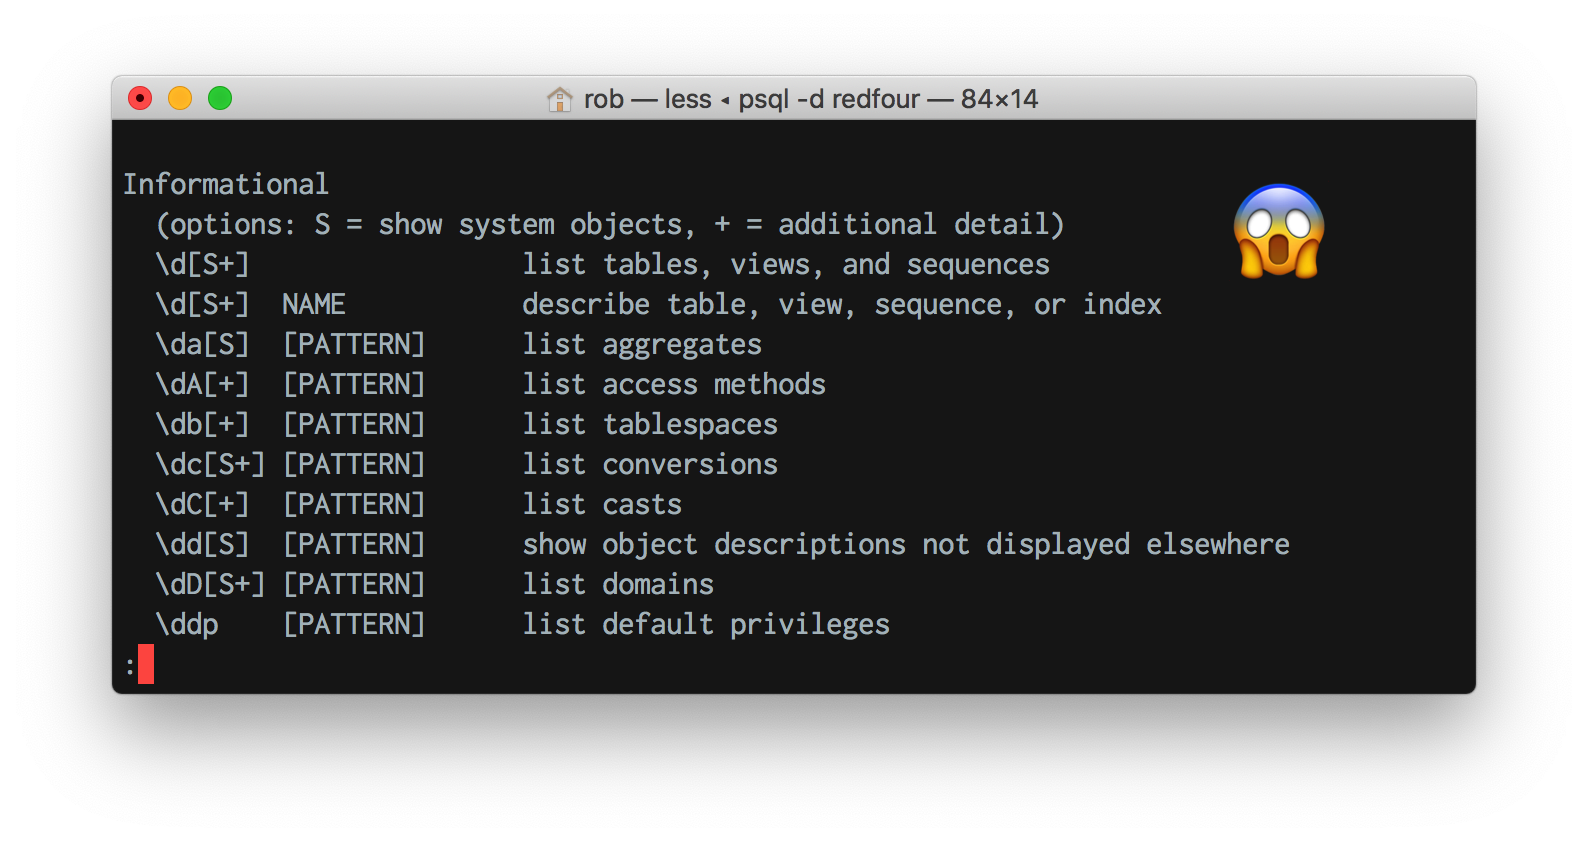 rob — less ◂ psql -d redfour — 84×14
Informational
(options: S = show system objects, + = additional detail)
\d[S+] list tables, views, and sequences
\d[S+] NAME describe table, view, sequence, or index
\da[S] [PATTERN] list aggregates
\dA[+] [PATTERN] list access methods
\db[+] [PATTERN] list tablespaces
\dc[S+] [PATTERN] list conversions
\dC[+] [PATTERN] list casts
\dd[S] [PATTERN] show object descriptions not displayed elsewhere
\dD[S+] [PATTERN] list domains
\ddp [PATTERN] list default privileges
: